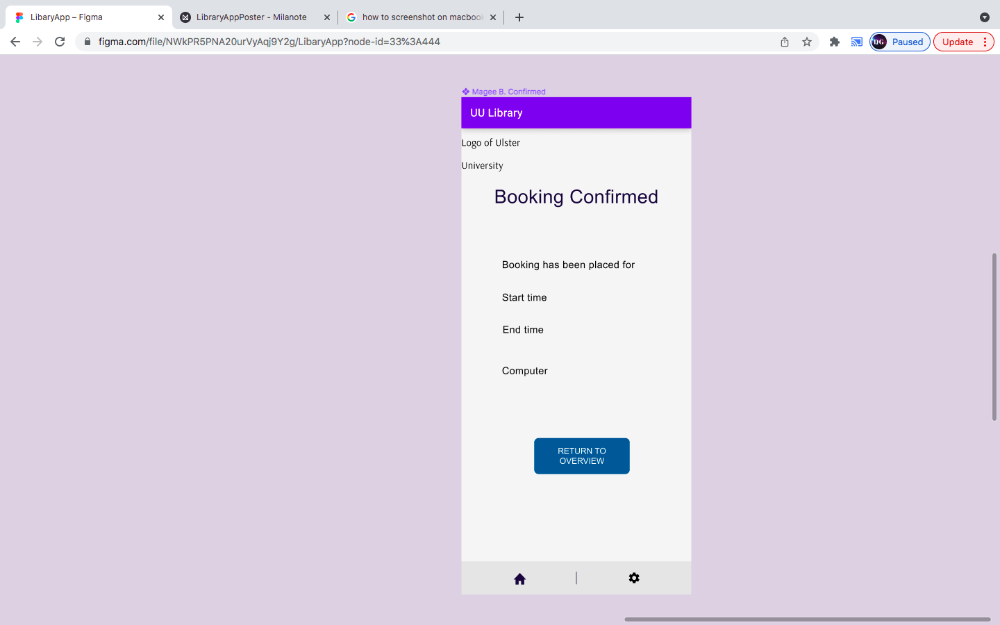 LibaryApp – Figma
LibraryAppPoster - Milanote
how to screenshot on macbook
figma.com/file/NWkPR5PNA20urVyAqj9Y2g/LibaryApp?node-id=33%3A444
DG
Paused
Update
Magee B. Confirmed
UU Library
Logo of Ulster
University
Booking Confirmed
Booking has been placed for
Start time
End time
Computer
RETURN TO
OVERVIEW